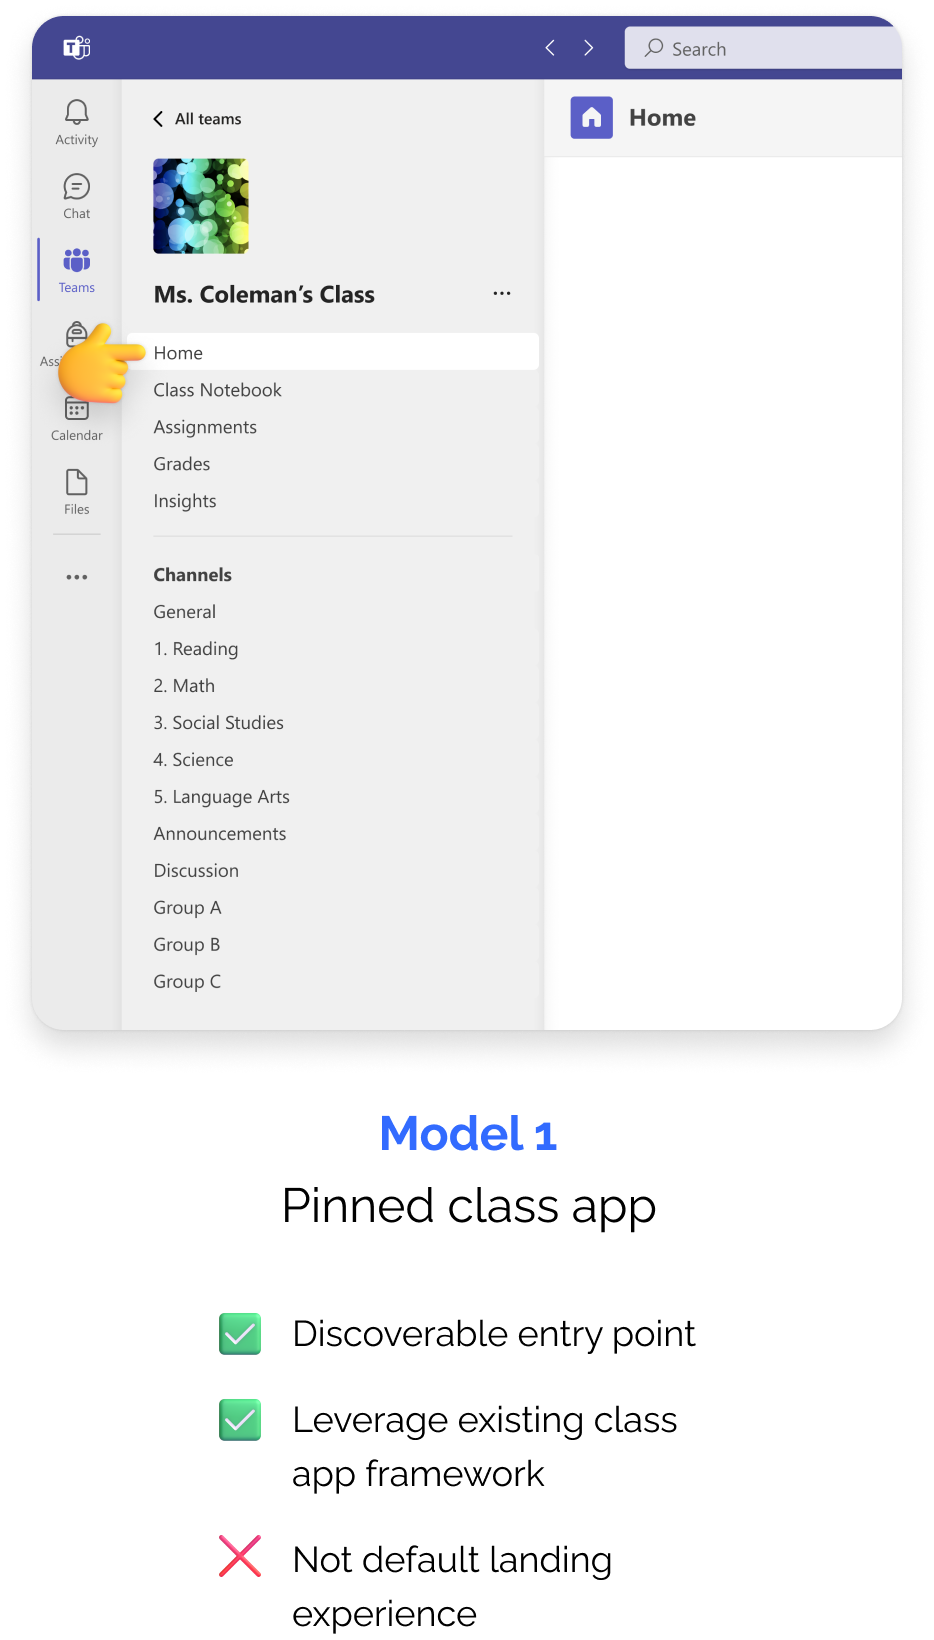 Search
Activity
Chat
Teams
Calendar
Files
All teams
Ms. Coleman's Class
Home
Class Notebook
Assignments
Grades
Insights
Channels
General
1. Reading
2. Math
3. Social Studies
4. Science
5. Language Arts
Announcements
Discussion
Group A
Group B
Group C
Home
Model 1
Pinned class app
Discoverable entry point
Leverage existing class
app framework
Not default landing
experience